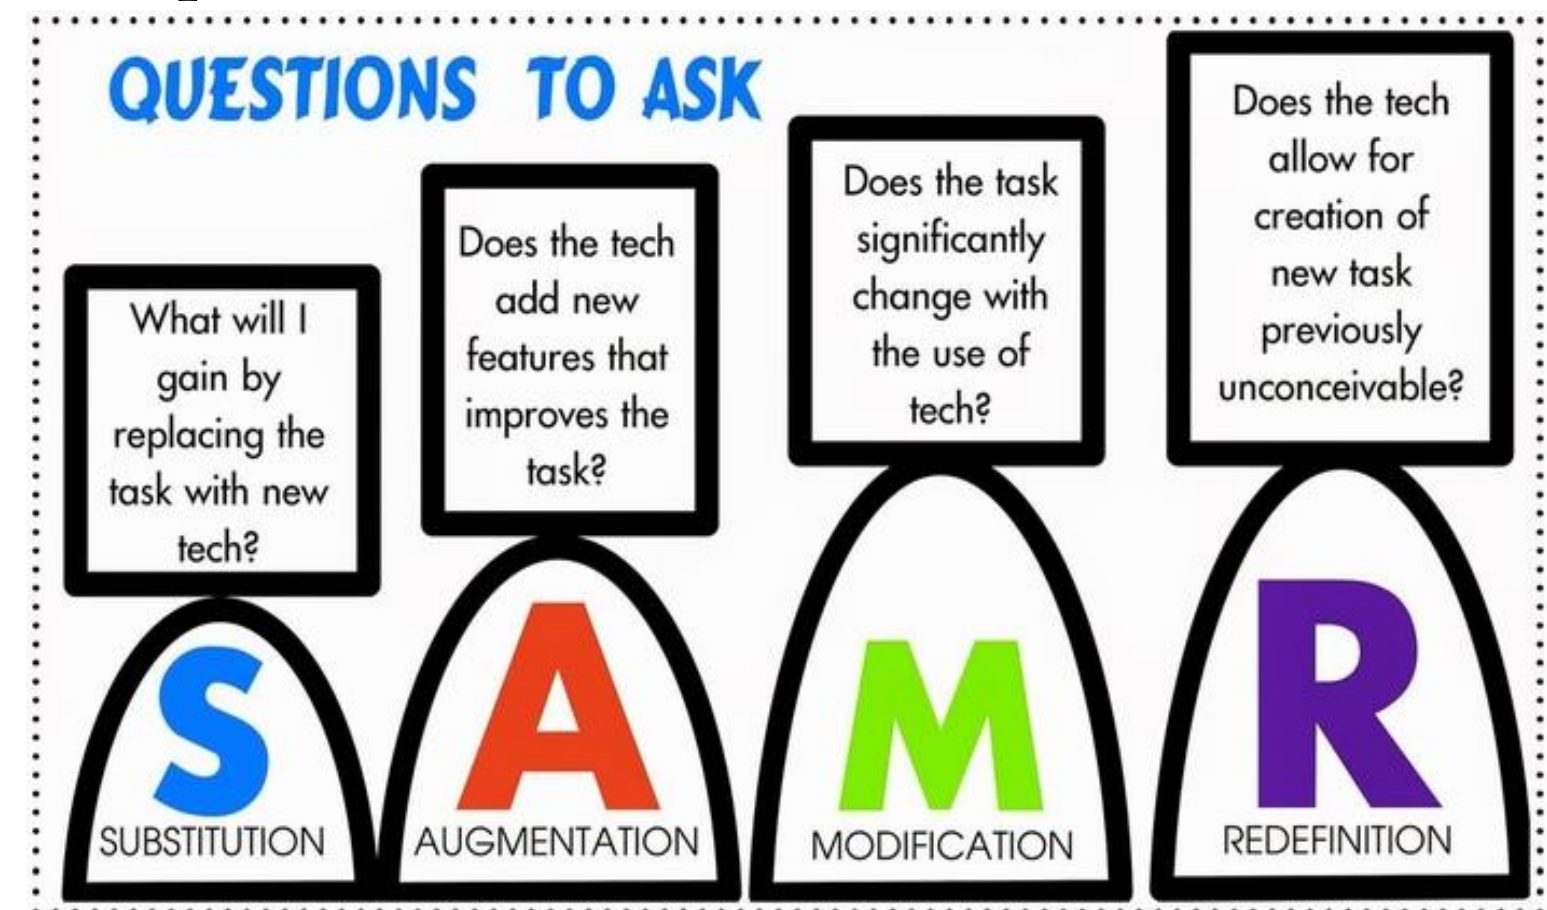 QUESTIONS TO ASK
What will I
gain by
replacing the
task with new
tech?
S
SUBSTITUTION
Does the tech
add new
features that
improves the
task?
A
AUGMENTATION
Does the task
significantly
change with
the use of
tech?
M
MODIFICATION
Does the tech
allow for
creation of
new task
previously
unconceivable?
R
REDEFINITION